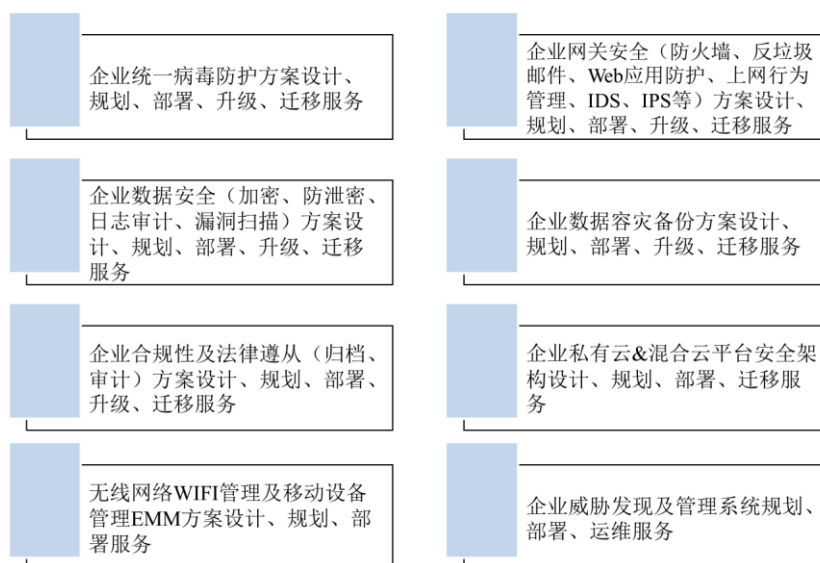 企业统一病毒防护方案设计、
规划、部署、升级、迁移服务
企业网关安全（防火墙、反垃圾
邮件、Web应用防护、上网行为
管理、IDS、IPS等）方案设计、
规划、部署、升级、迁移服务
企业数据安全（加密、防泄密、
日志审计、漏洞扫描）方案设
计、规划、部署、升级、迁移
服务
企业数据容灾备份方案设计、
规划、部署、升级、迁移服务
企业合规性及法律遵从（归档、
审计）方案设计、规划、部署、
升级、迁移服务
企业私有云&混合云平台安全架
构设计、规划、部署、迁移服
务
无线网络WIFI管理及移动设备
管理EMM方案设计、规划、部
署服务
企业威胁发现及管理系统规划、
部署、运维服务